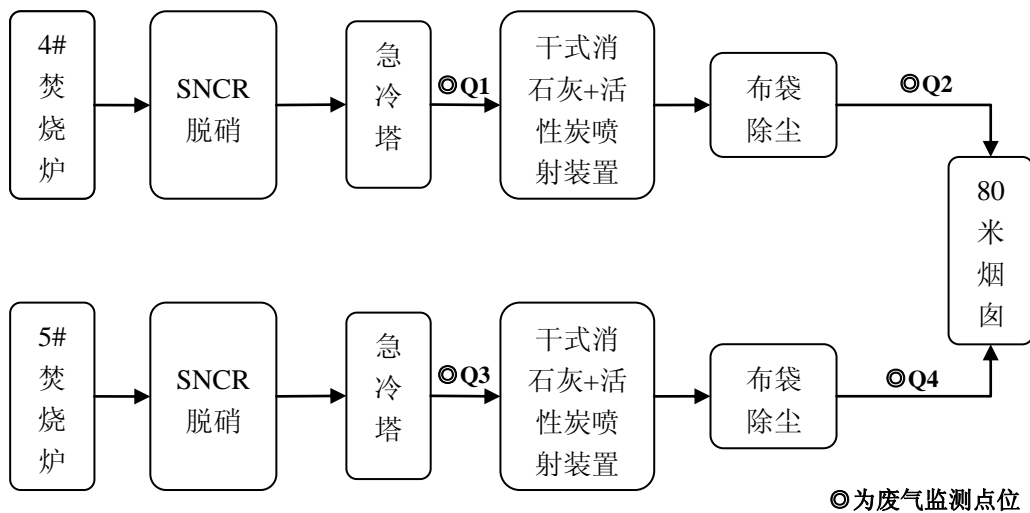 4#
焚
烧
炉
SNCR
脱硝
急
冷
塔
◎Q1
干式消
石灰+活
性炭喷
射装置
布袋
除尘
◎Q2
80
米
烟
囱
5#
焚
烧
炉
SNCR
脱硝
急
冷
塔
◎Q3
干式消
石灰+活
性炭喷
射装置
布袋
除尘
◎Q4
◎为废气监测点位